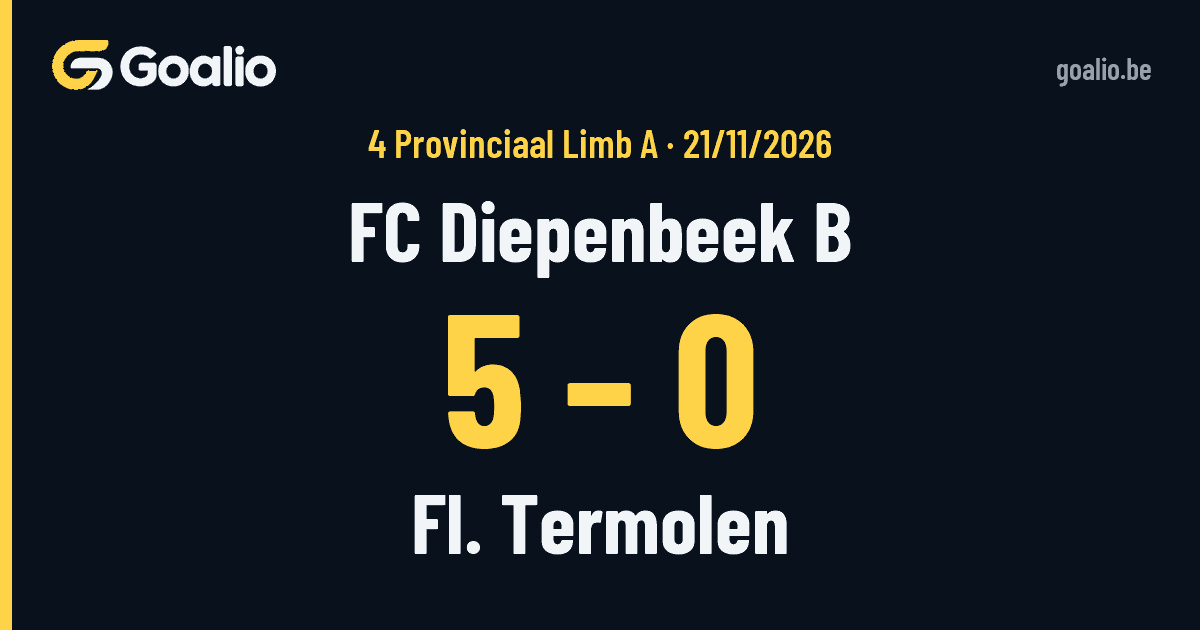 Goalio
goalio.be
4 Provinciaal Limb A · 21/11/2026
FC Diepenbeek B
5 – 0
Fl. Termolen